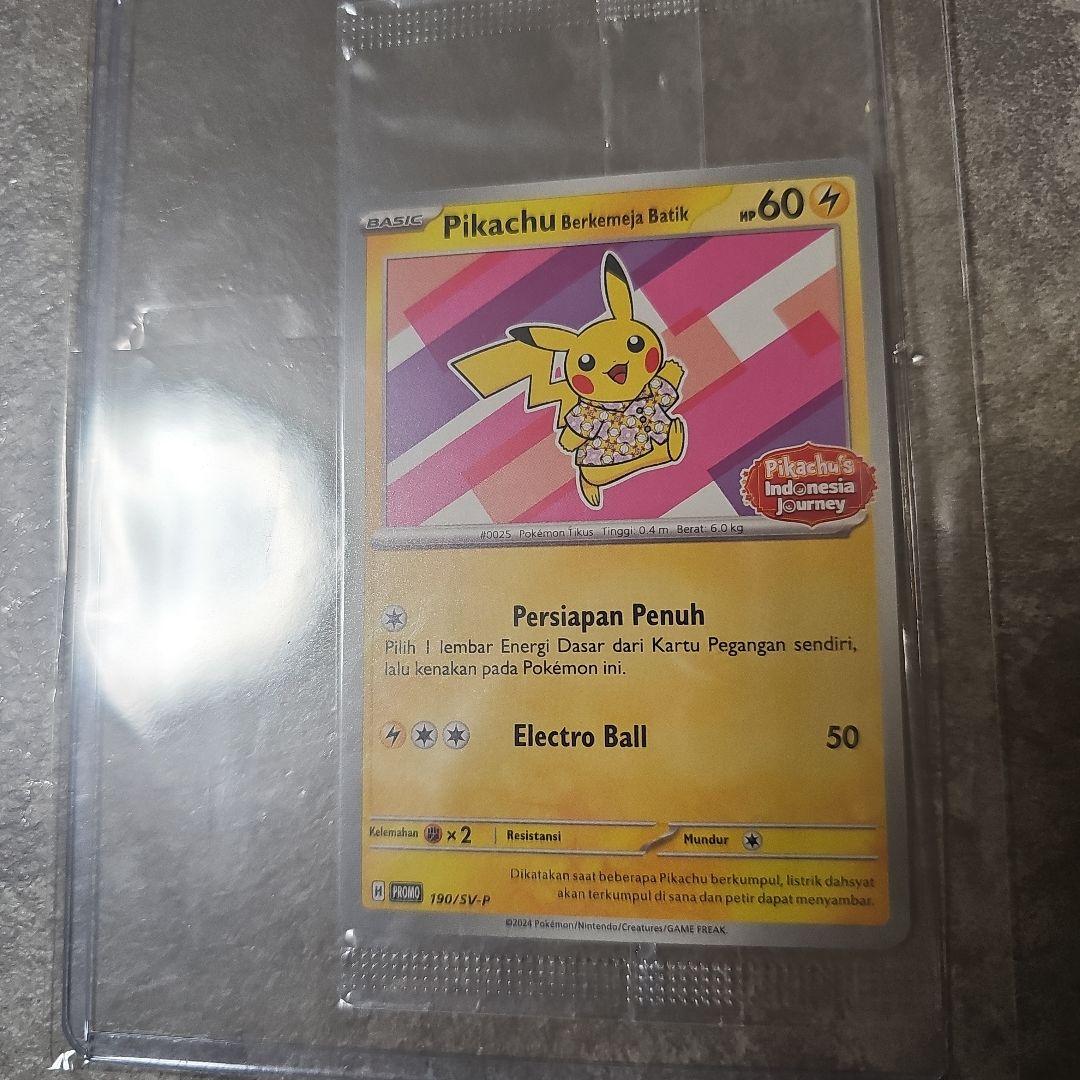 BASIC Pikachu Berkemeja Batik HP 60
Pikachu's
Indonesia
Journey
#0025 Pokémon Tikus Tinggi: 0.4 m Berat: 6.0 kg
Persiapan Penuh
Pilih 1 lembar Energi Dasar dari Kartu Pegangan sendiri,
lalu kenakan pada Pokémon ini.
Electro Ball 50
Kelemahan ×2 Resistansi Mundur
Dikatakan saat beberapa Pikachu berkumpul, listrik dahsyat
akan terkumpul di sana dan petir dapat menyambar.
H PROMO 190/SV-P
©2024 Pokémon/Nintendo/Creatures/GAME FREAK.